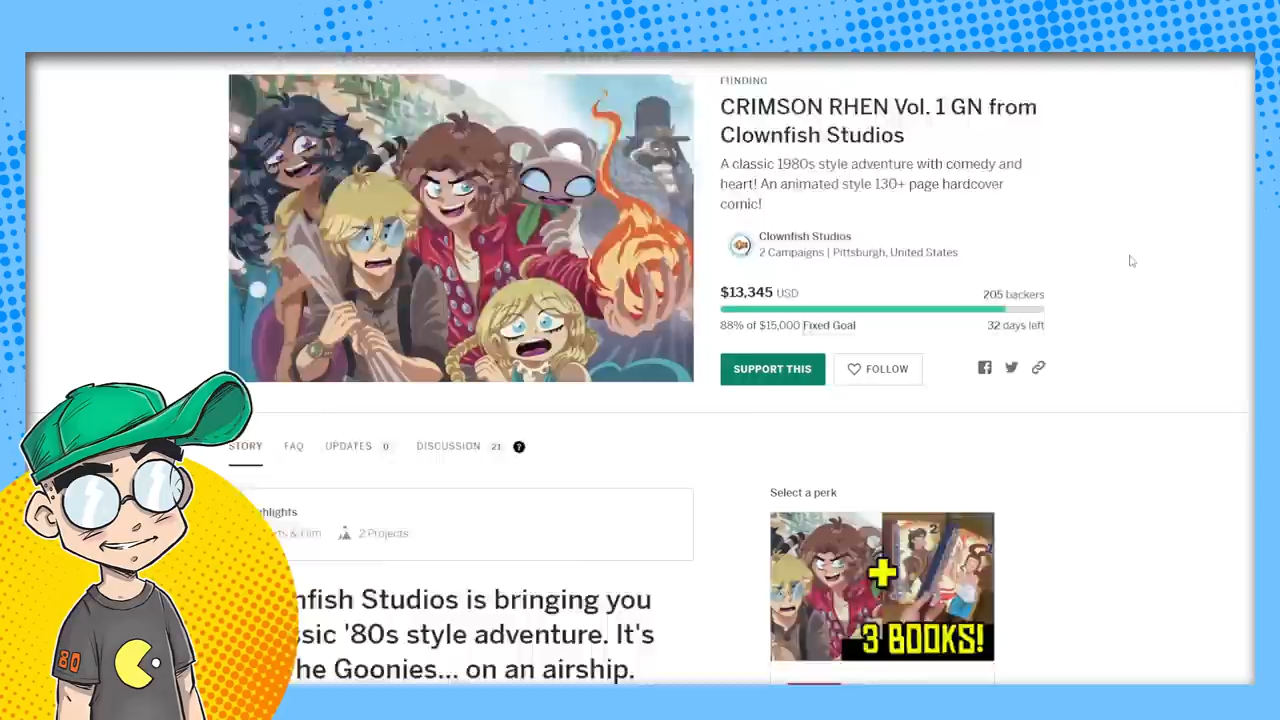 FUNDING
CRIMSON RHEN Vol. 1 GN from
Clownfish Studios
A classic 1980s style adventure with comedy and
heart! An animated style 130+ page hardcover
comic!
Clownfish Studios
2 Campaigns | Pittsburgh, United States
$13,345 USD
205 backers
88% of $15,000 Fixed Goal
32 days left
SUPPORT THIS
FOLLOW
STORY
FAQ
UPDATES 0
DISCUSSION 21 ?
Select a perk
hlights
rts & Film
2 Projects
nfish Studios is bringing you
ssic '80s style adventure. It's
he Goonies... on an airship.
2
+
3 BOOKS!
80